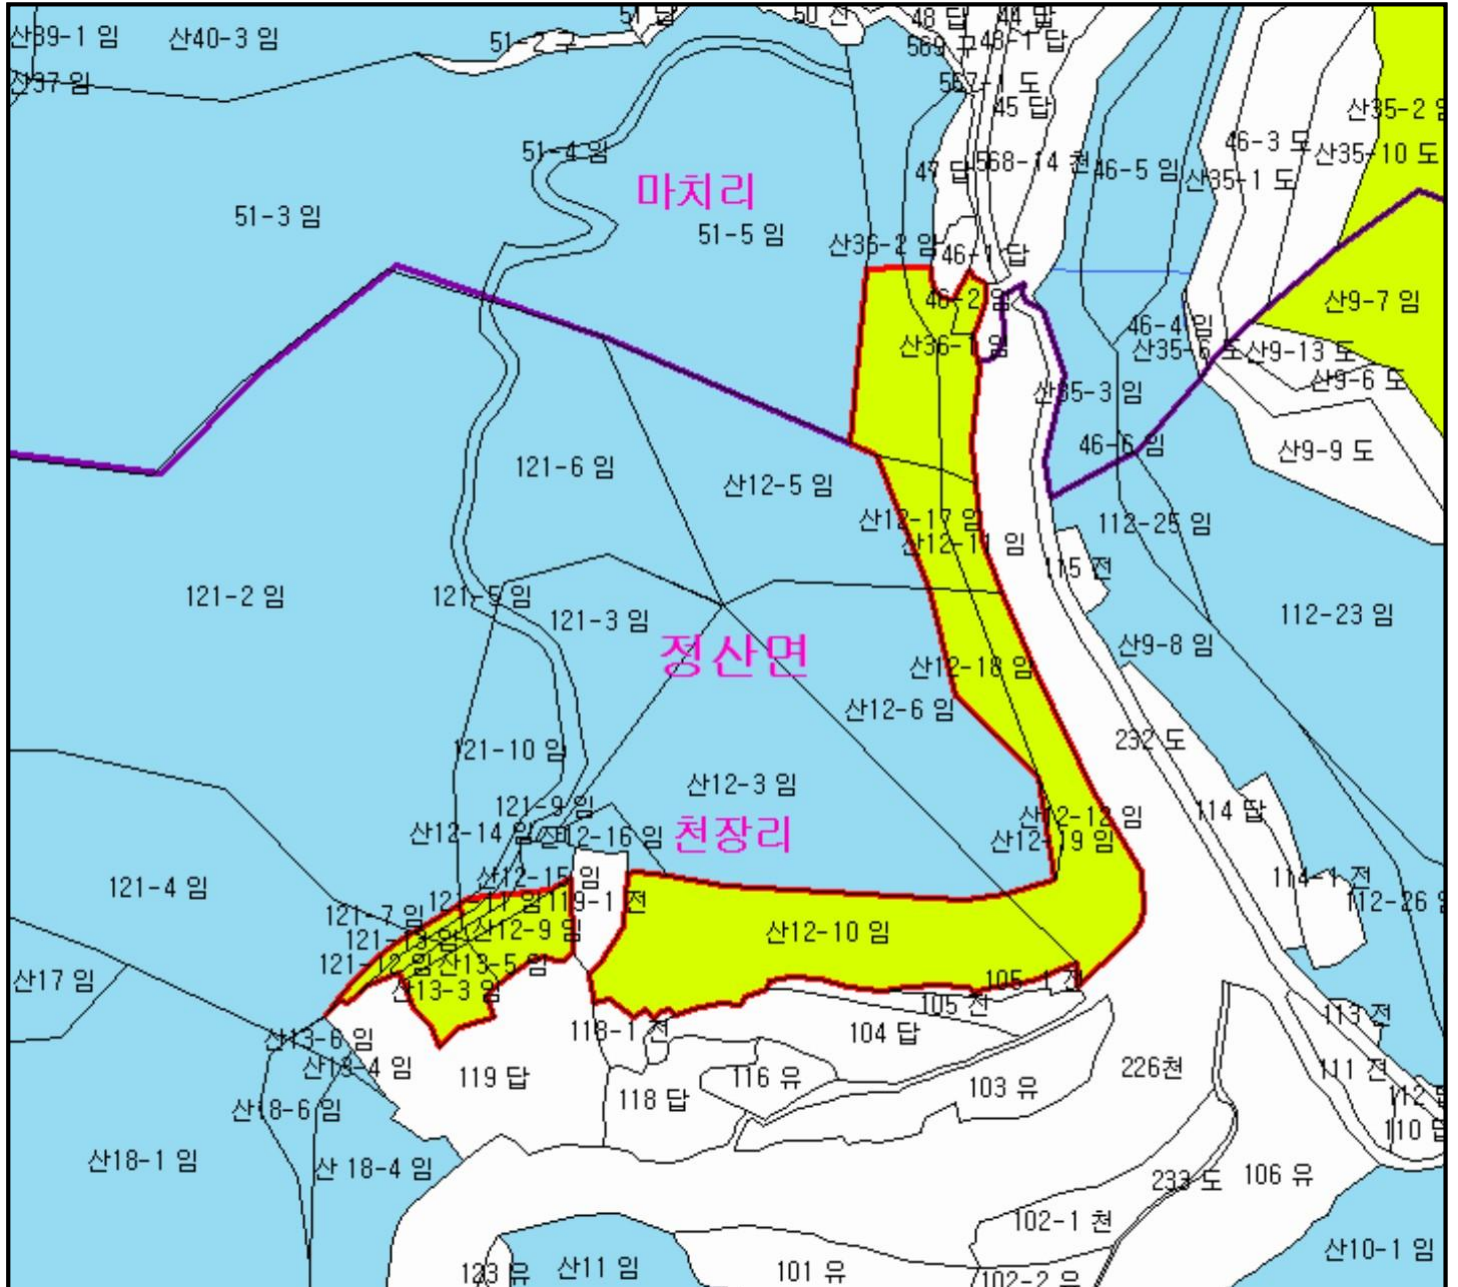 산39-1 임
산40-3 임
51-2 구
51 답
50 전
48 답
44 답
569 구
43-1 답
산37 임
567-1 도
45 답
산35-2 임
51-4 임
46-3 도
산35-10 도
47 답
568-14 천
46-5 임
산35-1 도
마치리
51-3 임
51-5 임
산36-2 임
46-1 답
46-2 임
산9-7 임
46-4 임
산36-1 임
산35-6 도
산9-13 도
산9-6 도
산35-3 임
46-6 임
산9-9 도
121-6 임
산12-5 임
산12-17 임
112-25 임
산12-11 임
115 전
121-2 임
121-5 임
121-3 임
112-23 임
정산면
산9-8 임
산12-18 임
산12-6 임
121-10 임
232 도
산12-3 임
121-9 임
산12-14 임
산12-16 임
천장리
산12-12 임
114 답
산12-19 임
산12-15 임
121-4 임
114-1 전
121-11 임
119-1 전
112-26 임
121-7 임
산12-9 임
산12-10 임
121-13 임
121-12 임
산13-5 임
산17 임
산13-3 임
105-1 전
105 전
113 전
118-1 전
104 답
산13-6 임
산13-4 임
119 답
116 유
103 유
226천
111 전
118 답
112 답
산18-6 임
110 답
산18-1 임
산 18-4 임
233 도
106 유
102-1 천
산10-1 임
123 유
산11 임
101 유
102-2 유